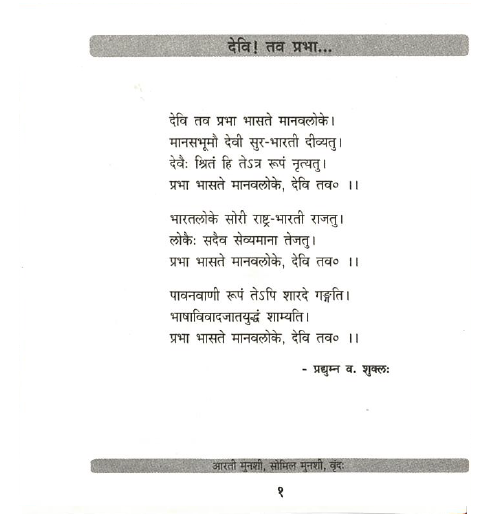 देवि! तव प्रभा...
देवि तव प्रभा भासते मानवलोके।
मानसभूमौ देवी सुर-भारती दीव्यतु।
देवैः श्रितं हि तेऽत्र रूपं नृत्यतु।
प्रभा भासते मानवलोके, देवि तव० ।।
भारतलोके सोरी राष्ट्र-भारती राजतु।
लोकैः सदैव सेव्यमाना तेजतु।
प्रभा भासते मानवलोके, देवि तव० ।।
पावनवाणी रूपं तेऽपि शारदे गङ्गति।
भाषाविवादजातयुद्धं शाम्यति।
प्रभा भासते मानवलोके, देवि तव० ।।
- प्रद्युम्न व. शुक्लः
आरती मुनशी, सोमिल मुनशी, वृंदः
१